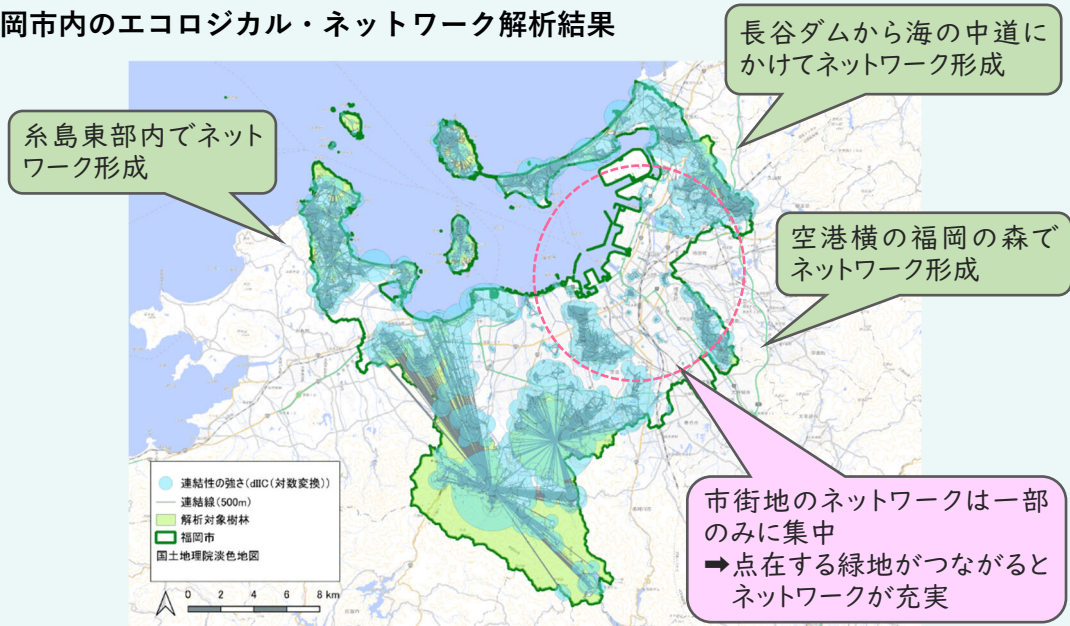 岡市内のエコロジカル・ネットワーク解析結果
長谷ダムから海の中道に
かけてネットワーク形成
糸島東部内でネット
ワーク形成
空港横の福岡の森で
ネットワーク形成
市街地のネットワークは一部
のみに集中
➡点在する緑地がつながると
ネットワークが充実
連結性の強さ(dIIC(対数変換))
連結線(500m)
解析対象樹林
福岡市
国土地理院淡色地図
0 2 4 6 8 km